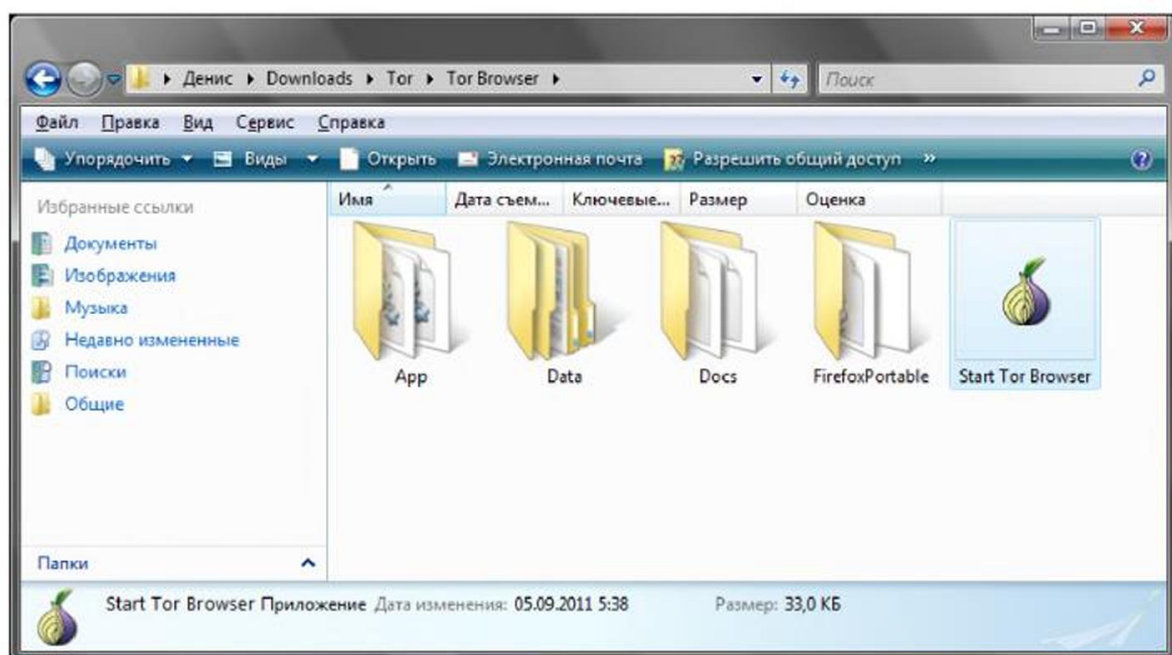 Денис ▸ Downloads ▸ Tor ▸ Tor Browser ▸ Поиск
Файл Правка Вид Сервис Справка
Упорядочить Виды Открыть Электронная почта Разрешить общий доступ »
Избранные ссылки
Документы
Изображения
Музыка
Недавно измененные
Поиски
Общие
Папки
Имя Дата съем... Ключевые... Размер Оценка
App Data Docs FirefoxPortable Start Tor Browser
Start Tor Browser Приложение Дата изменения: 05.09.2011 5:38 Размер: 33,0 КБ